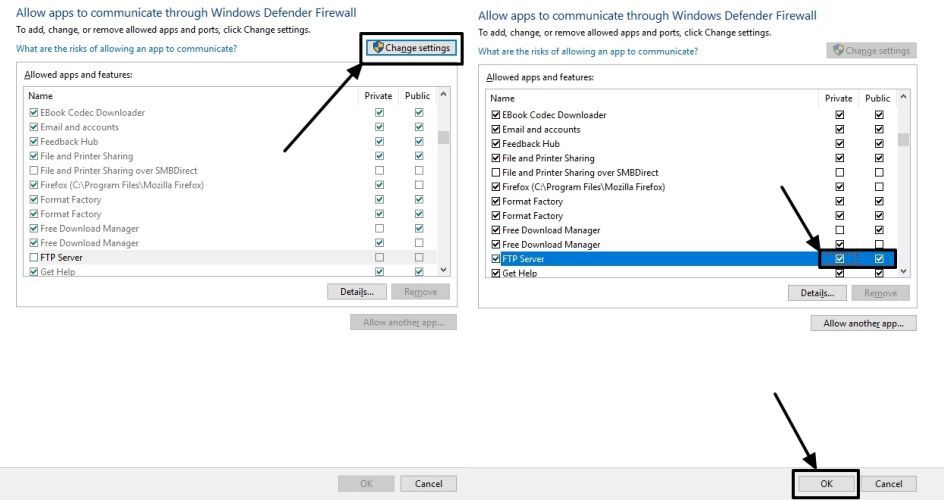 Allow apps to communicate through Windows Defender Firewall
To add, change, or remove allowed apps and ports, click Change settings.
What are the risks of allowing an app to communicate?
Change settings
Allowed apps and features:
Name Private Public
EBook Codec Downloader
Email and accounts
Feedback Hub
File and Printer Sharing
File and Printer Sharing over SMBDirect
Firefox (C:\Program Files\Mozilla Firefox)
Format Factory
Format Factory
Free Download Manager
Free Download Manager
FTP Server
Get Help
Details... Remove
Allow another app...
OK Cancel
Allow apps to communicate through Windows Defender Firewall
To add, change, or remove allowed apps and ports, click Change settings.
What are the risks of allowing an app to communicate?
Change settings
Allowed apps and features:
Name Private Public
EBook Codec Downloader
Email and accounts
Feedback Hub
File and Printer Sharing
File and Printer Sharing over SMBDirect
Firefox (C:\Program Files\Mozilla Firefox)
Format Factory
Format Factory
Free Download Manager
Free Download Manager
FTP Server
Get Help
Details... Remove
Allow another app...
OK Cancel